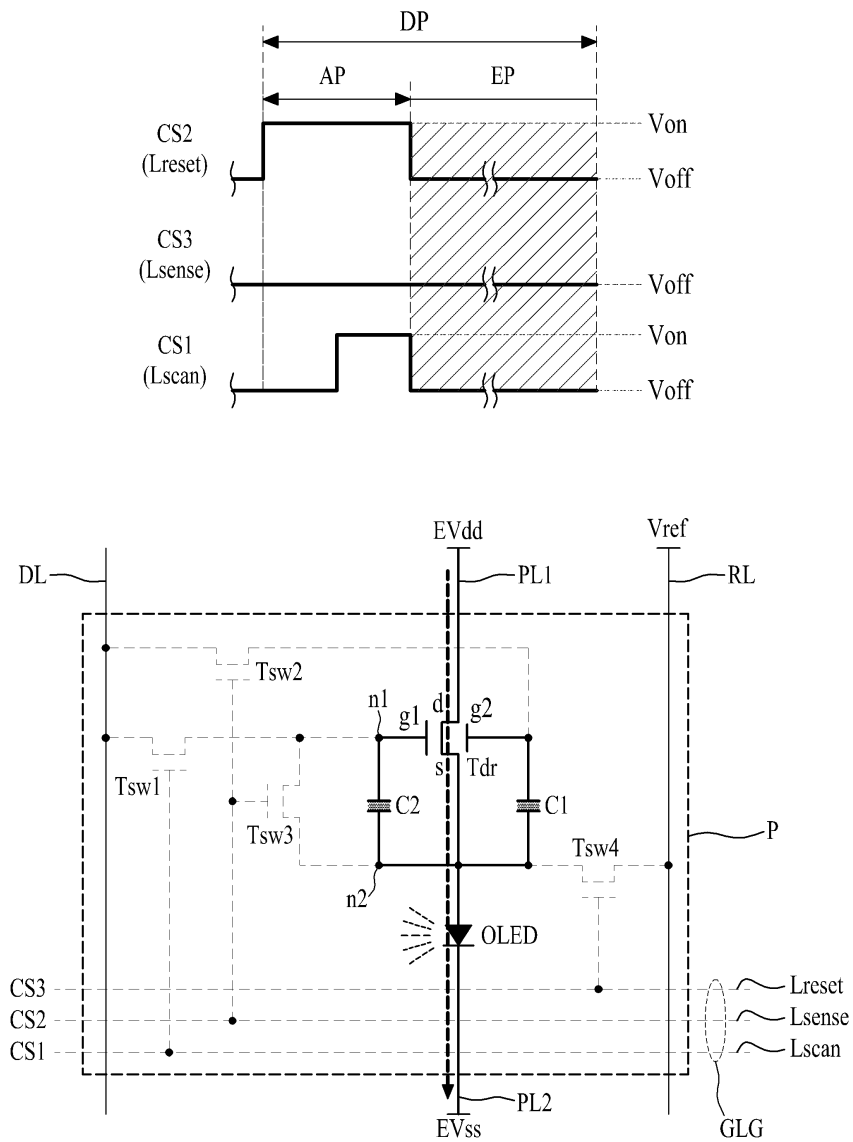 DP
AP EP
CS2
(Lreset)
Von
Voff
CS3
(Lsense)
Voff
CS1
(Lscan)
Von
Voff
EVdd Vref
DL PL1 RL
Tsw2
n1 g1 d g2
Tsw1 s Tdr
Tsw3 C2 C1
Tsw4 P
n2
OLED
CS3 Lreset
CS2 Lsense
CS1 Lscan
PL2
EVss GLG